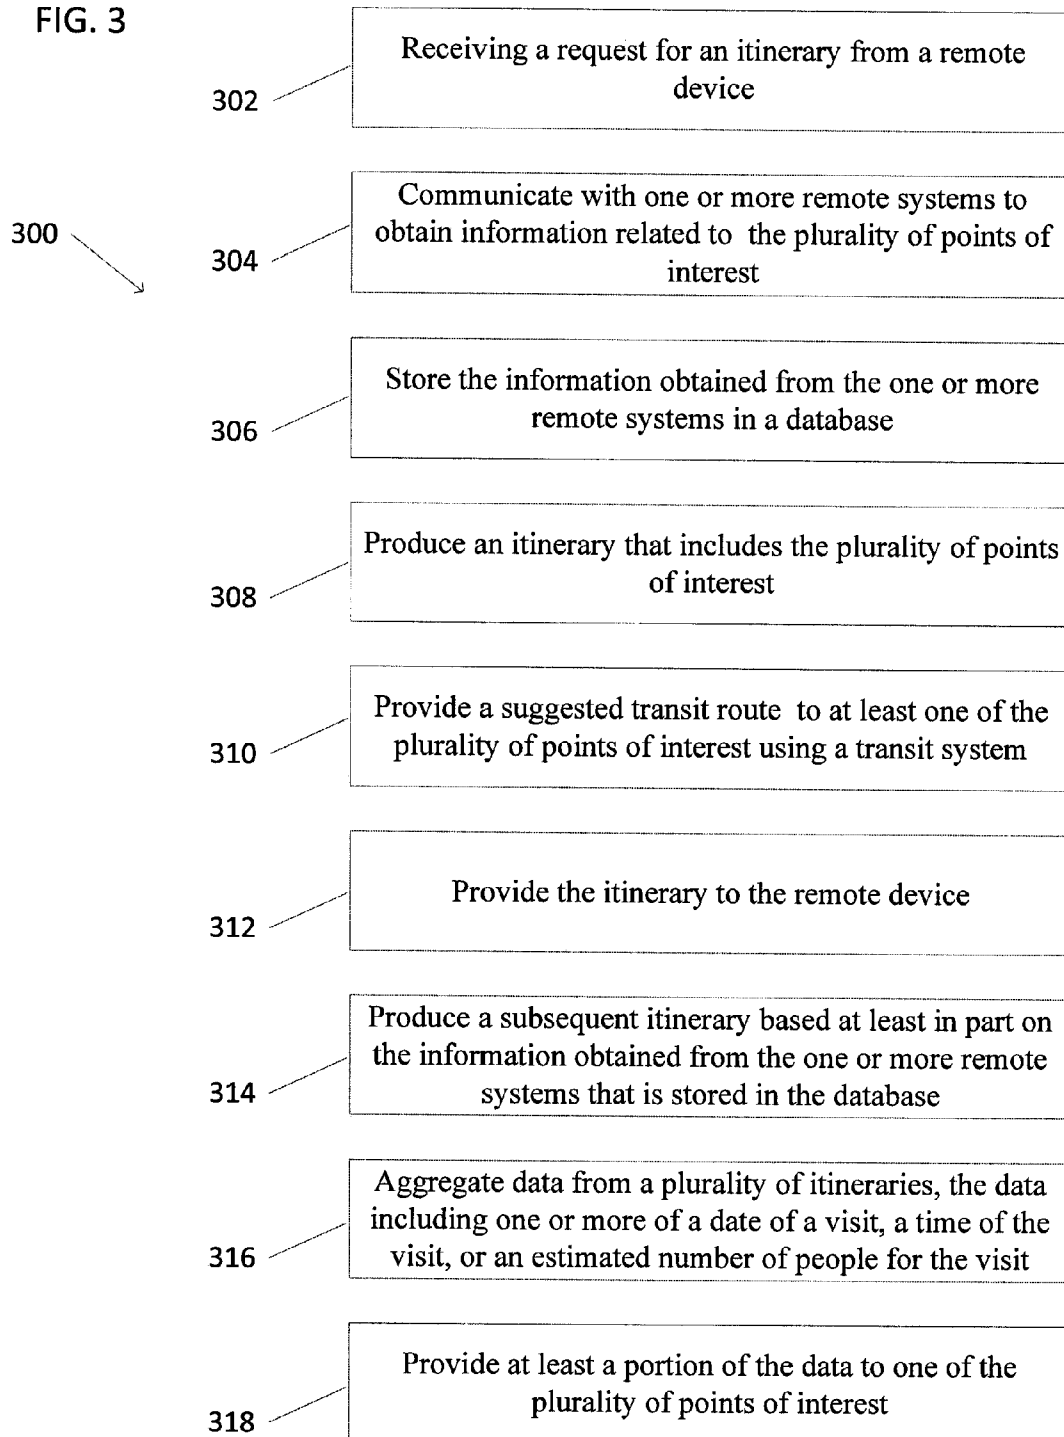 FIG. 3
Receiving a request for an itinerary from a remote
device
302
Communicate with one or more remote systems to
obtain information related to the plurality of points of
interest
300
304
Store the information obtained from the one or more
remote systems in a database
306
Produce an itinerary that includes the plurality of points
of interest
308
Provide a suggested transit route to at least one of the
plurality of points of interest using a transit system
310
Provide the itinerary to the remote device
312
Produce a subsequent itinerary based at least in part on
the information obtained from the one or more remote
systems that is stored in the database
314
Aggregate data from a plurality of itineraries, the data
including one or more of a date of a visit, a time of the
visit, or an estimated number of people for the visit
316
Provide at least a portion of the data to one of the
plurality of points of interest
318